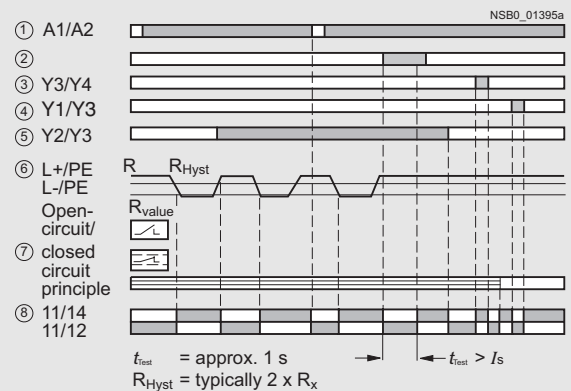 NSB0_01395a
① A1/A2
②
③ Y3/Y4
④ Y1/Y3
⑤ Y2/Y3
⑥ L+/PE R RHyst
L-/PE
Open- Rvalue
circuit/
⑦ closed
circuit
principle
⑧ 11/14
11/12
tTest = approx. 1 s tTest > Is
RHyst = typically 2 x Rx